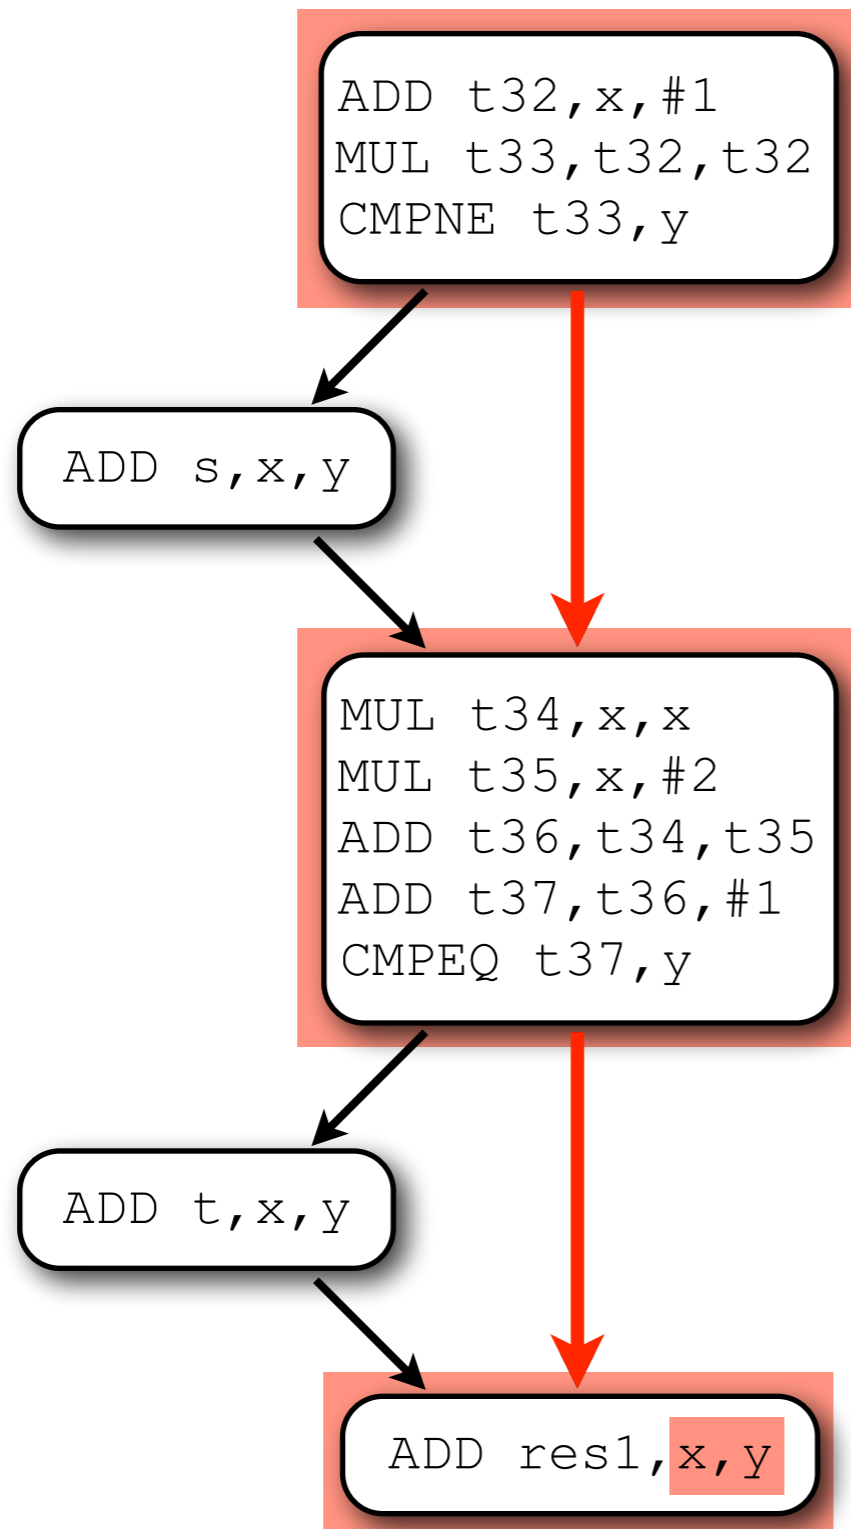 ADD t32,x,#1
MUL t33,t32,t32
CMPNE t33,y
ADD s,x,y
MUL t34,x,x
MUL t35,x,#2
ADD t36,t34,t35
ADD t37,t36,#1
CMPEQ t37,y
ADD t,x,y
ADD res1,x,y